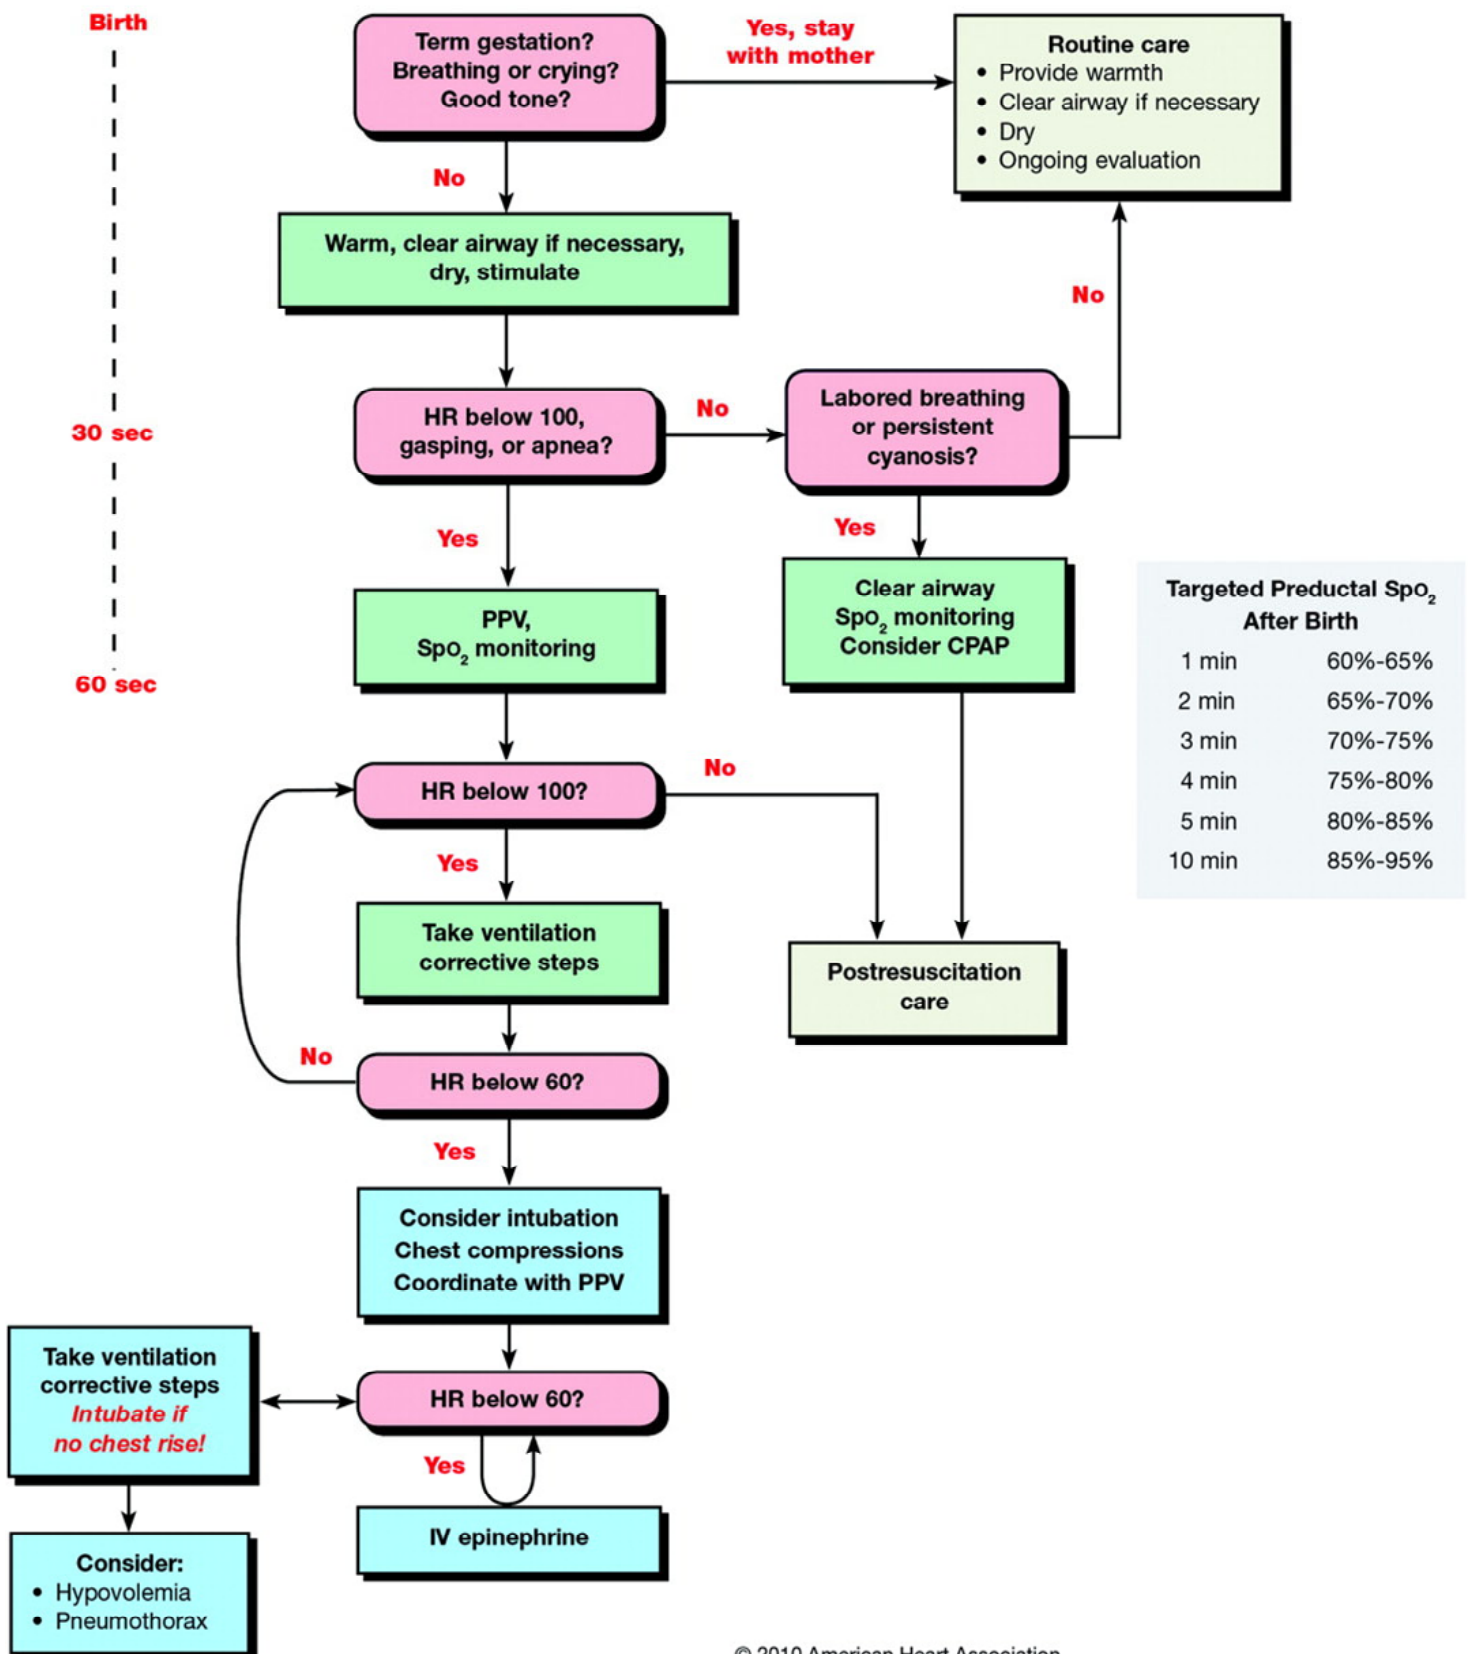 Birth
Term gestation?
Breathing or crying?
Good tone?
Yes, stay
with mother
Routine care
• Provide warmth
• Clear airway if necessary
• Dry
• Ongoing evaluation
No
Warm, clear airway if necessary,
dry, stimulate
30 sec
HR below 100,
gasping, or apnea?
No
Labored breathing
or persistent
cyanosis?
No
Yes
PPV,
SpO₂ monitoring
Yes
Clear airway
SpO₂ monitoring
Consider CPAP
60 sec
Targeted Preductal SpO₂
After Birth
1 min 60%-65%
2 min 65%-70%
3 min 70%-75%
4 min 75%-80%
5 min 80%-85%
10 min 85%-95%
HR below 100?
No
Yes
Take ventilation
corrective steps
Postresuscitation
care
HR below 60?
No
Yes
Consider intubation
Chest compressions
Coordinate with PPV
HR below 60?
Take ventilation
corrective steps
Intubate if
no chest rise!
Yes
IV epinephrine
Consider:
• Hypovolemia
• Pneumothorax
© 2010 American Heart Association